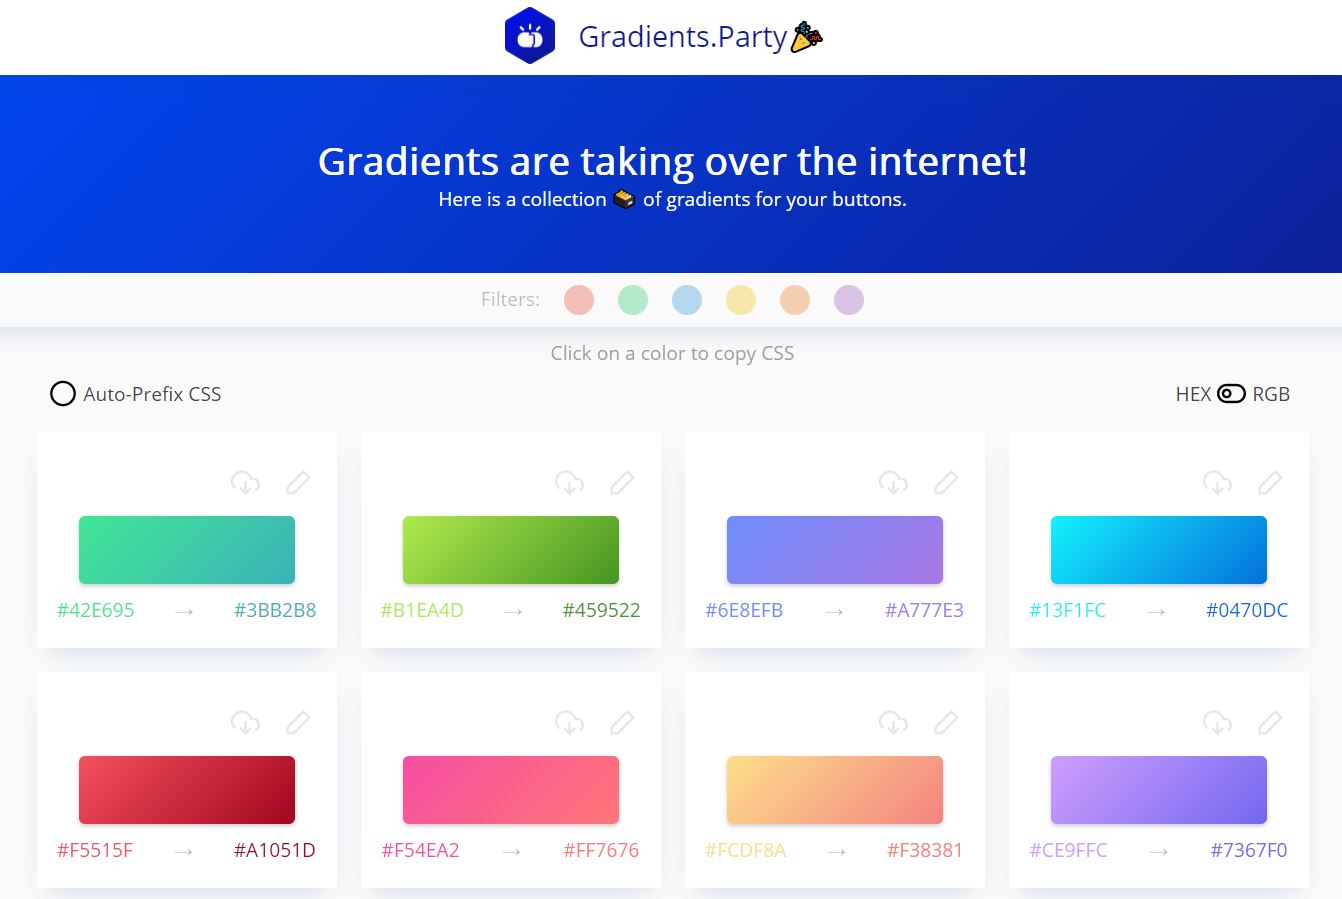 Gradients.Party
Gradients are taking over the internet!
Here is a collection of gradients for your buttons.
Filters:
Click on a color to copy CSS
Auto-Prefix CSS
HEX RGB
#42E695 → #3BB2B8
#B1EA4D → #459522
#6E8EFB → #A777E3
#13F1FC → #0470DC
#F5515F → #A1051D
#F54EA2 → #FF7676
#FCDF8A → #F38381
#CE9FFC → #7367F0